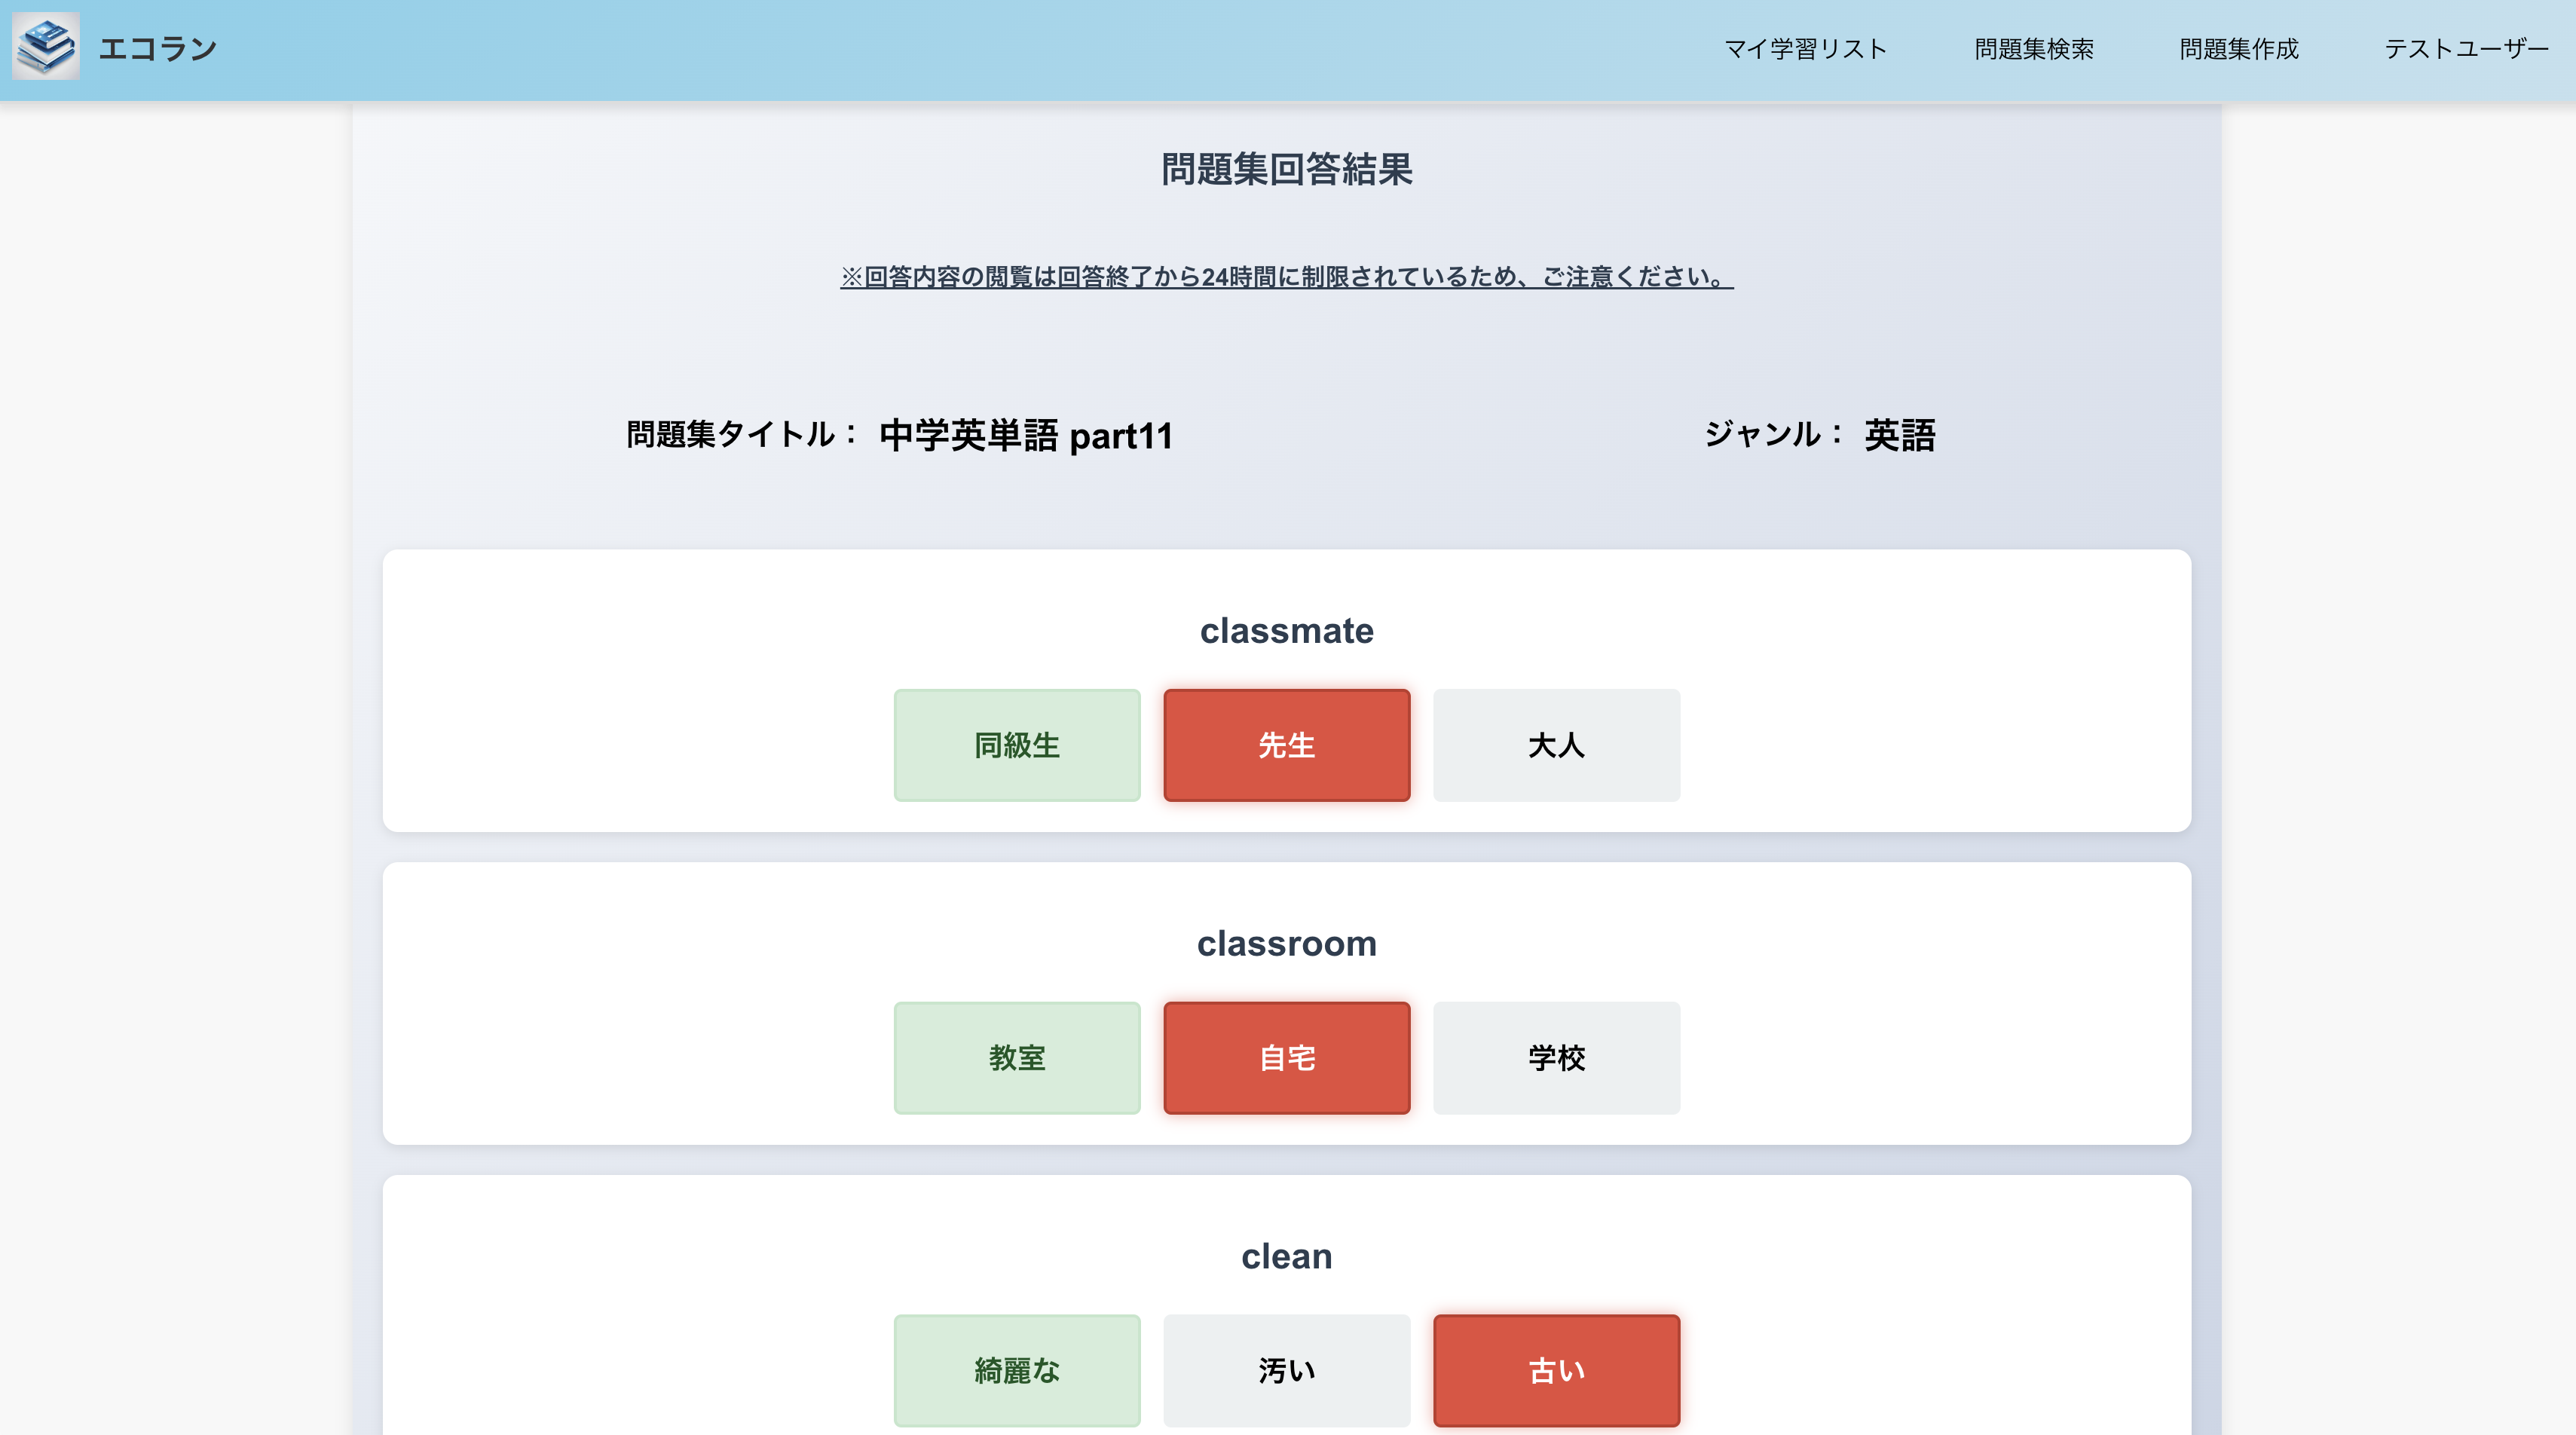 エコラン
マイ学習リスト
問題集検索
問題集作成
テストユーザー
問題集回答結果
※回答内容の閲覧は回答終了から24時間に制限されているため、ご注意ください。
問題集タイトル： 中学英単語 part11
ジャンル： 英語
classmate
同級生
先生
大人
classroom
教室
自宅
学校
clean
綺麗な
汚い
古い